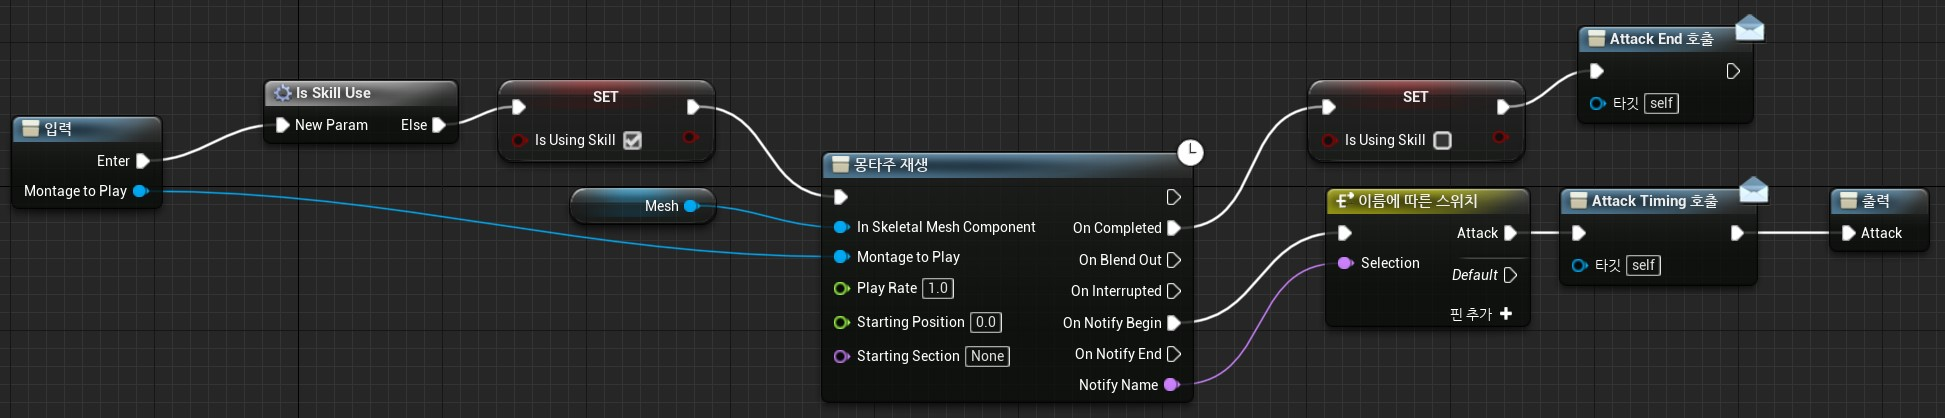 입력
Enter
Montage to Play
Is Skill Use
New Param Else
SET
Is Using Skill
Mesh
몽타주 재생
In Skeletal Mesh Component
Montage to Play
Play Rate 1.0
Starting Position 0.0
Starting Section None
On Completed
On Blend Out
On Interrupted
On Notify Begin
On Notify End
Notify Name
SET
Is Using Skill
Attack End 호출
타깃 self
이름에 따른 스위치
Selection
Attack
Default
핀 추가
Attack Timing 호출
타깃 self
출력
Attack